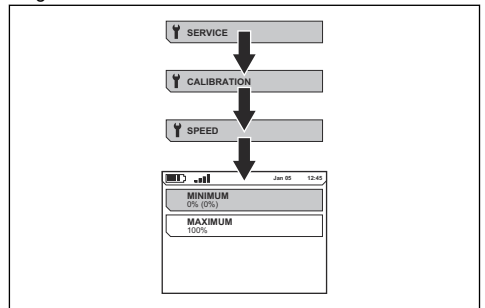 SERVICE
CALIBRATION
SPEED
Jan 05 12:45
MINIMUM
0% (0%)
MAXIMUM
100%